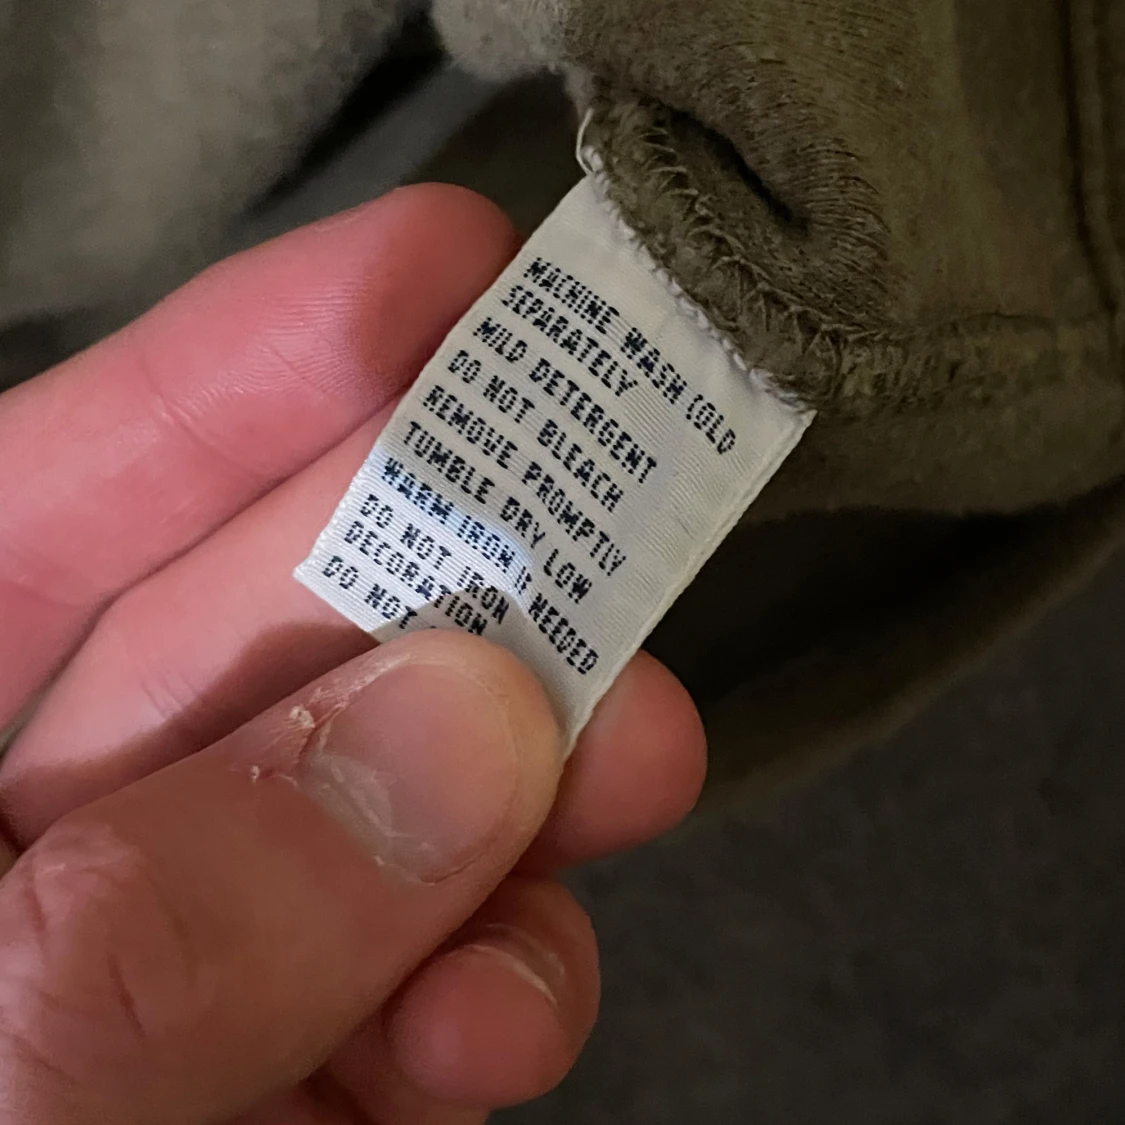 MACHINE WASH COLD
SEPARATELY
MILD DETERGENT
DO NOT BLEACH
REMOVE PROMPTLY
TUMBLE DRY LOW
WARM IRON IF NEEDED
DO NOT IRON
DECORATION
DO NOT